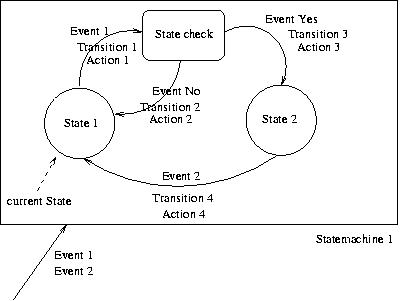 Event 1
Transition 1
Action 1
State check
Event Yes
Transition 3
Action 3
Event No
Transition 2
Action 2
State 1
State 2
Event 2
Transition 4
Action 4
current State
Statemachine 1
Event 1
Event 2